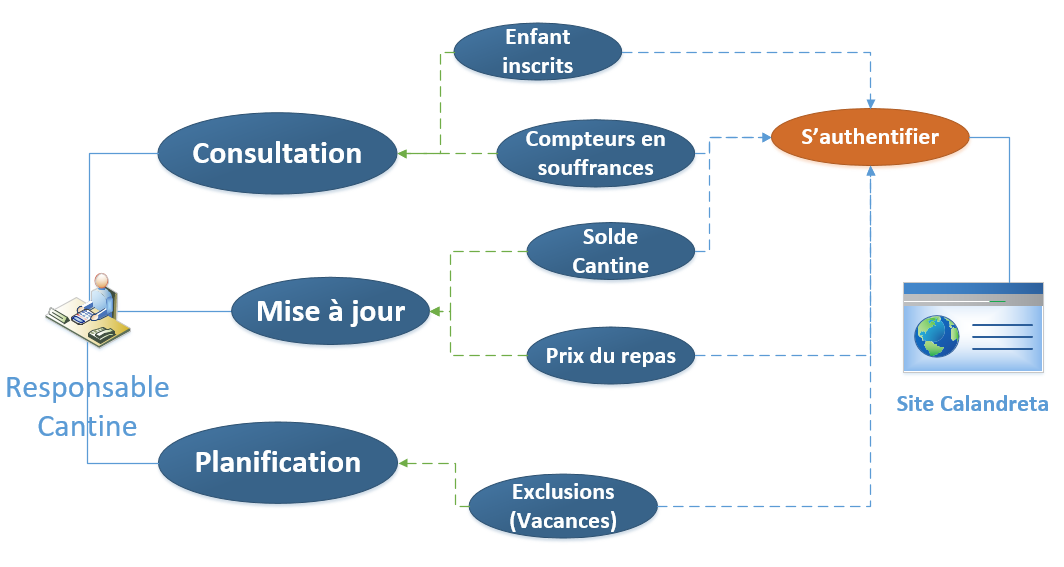 Enfant
inscrits
Consultation
Compteurs en
souffrances
S’authentifier
Solde
Cantine
Mise à jour
Prix du repas
Responsable
Cantine
Site Calandreta
Planification
Exclusions
(Vacances)